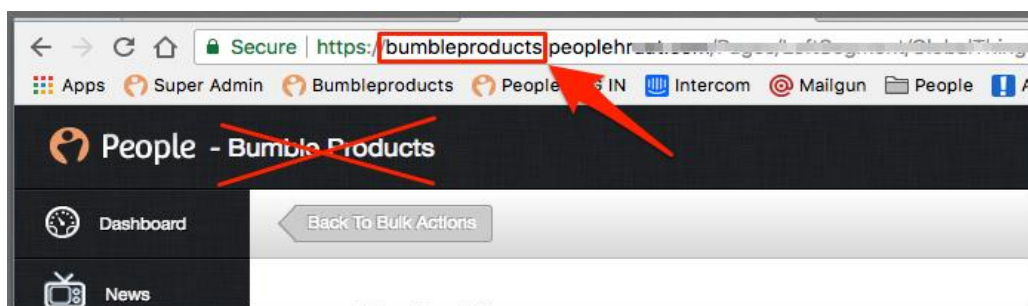 Secure | https://bumbleproducts.peoplehr
Apps Super Admin Bumbleproducts People IN Intercom @ Mailgun People
People - Bumble Products
Dashboard
Back To Bulk Actions
News